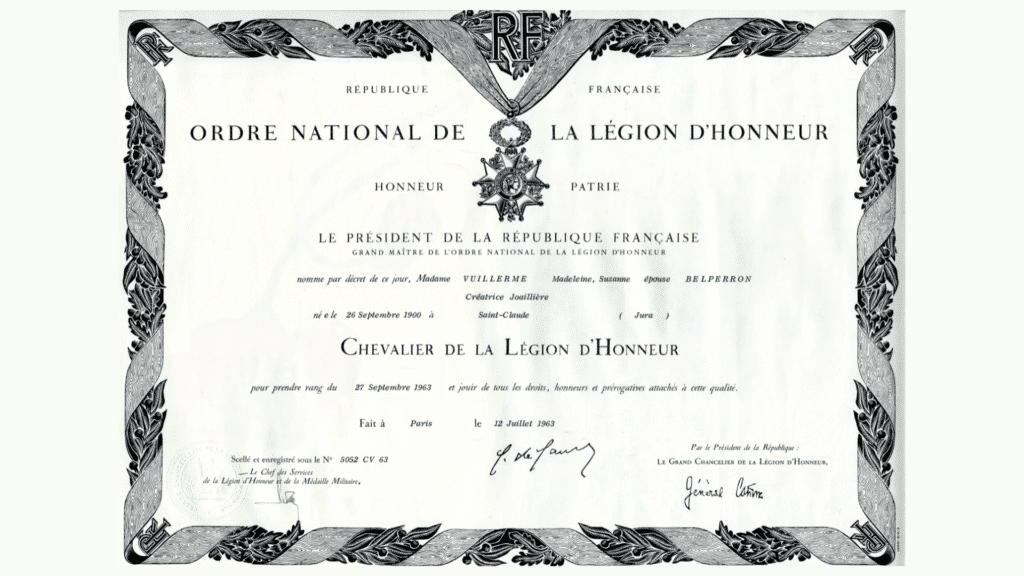 RF
RÉPUBLIQUE FRANÇAISE
ORDRE NATIONAL DE LA LÉGION D'HONNEUR
HONNEUR PATRIE
LE PRÉSIDENT DE LA RÉPUBLIQUE FRANÇAISE
GRAND MAÎTRE DE L'ORDRE NATIONAL DE LA LÉGION D'HONNEUR
nomme par décret de ce jour, Madame VUILLERME Madeleine, Suzanne épouse BELPERRON
Créatrice Joaillière
né e le 26 Septembre 1900 à Saint-Claude ( Jura )
CHEVALIER DE LA LÉGION D'HONNEUR
pour prendre rang du 27 Septembre 1963 et jouir de tous les droits, honneurs et prérogatives attachés à cette qualité.
Fait à Paris le 12 Juillet 1963
Scellé et enregistré sous le N° 5052 CV 63
Le Chef des Services
de la Légion d'Honneur et de la Médaille Militaire,
Par le Président de la République :
LE GRAND CHANCELIER DE LA LÉGION D'HONNEUR,
Général Catroux